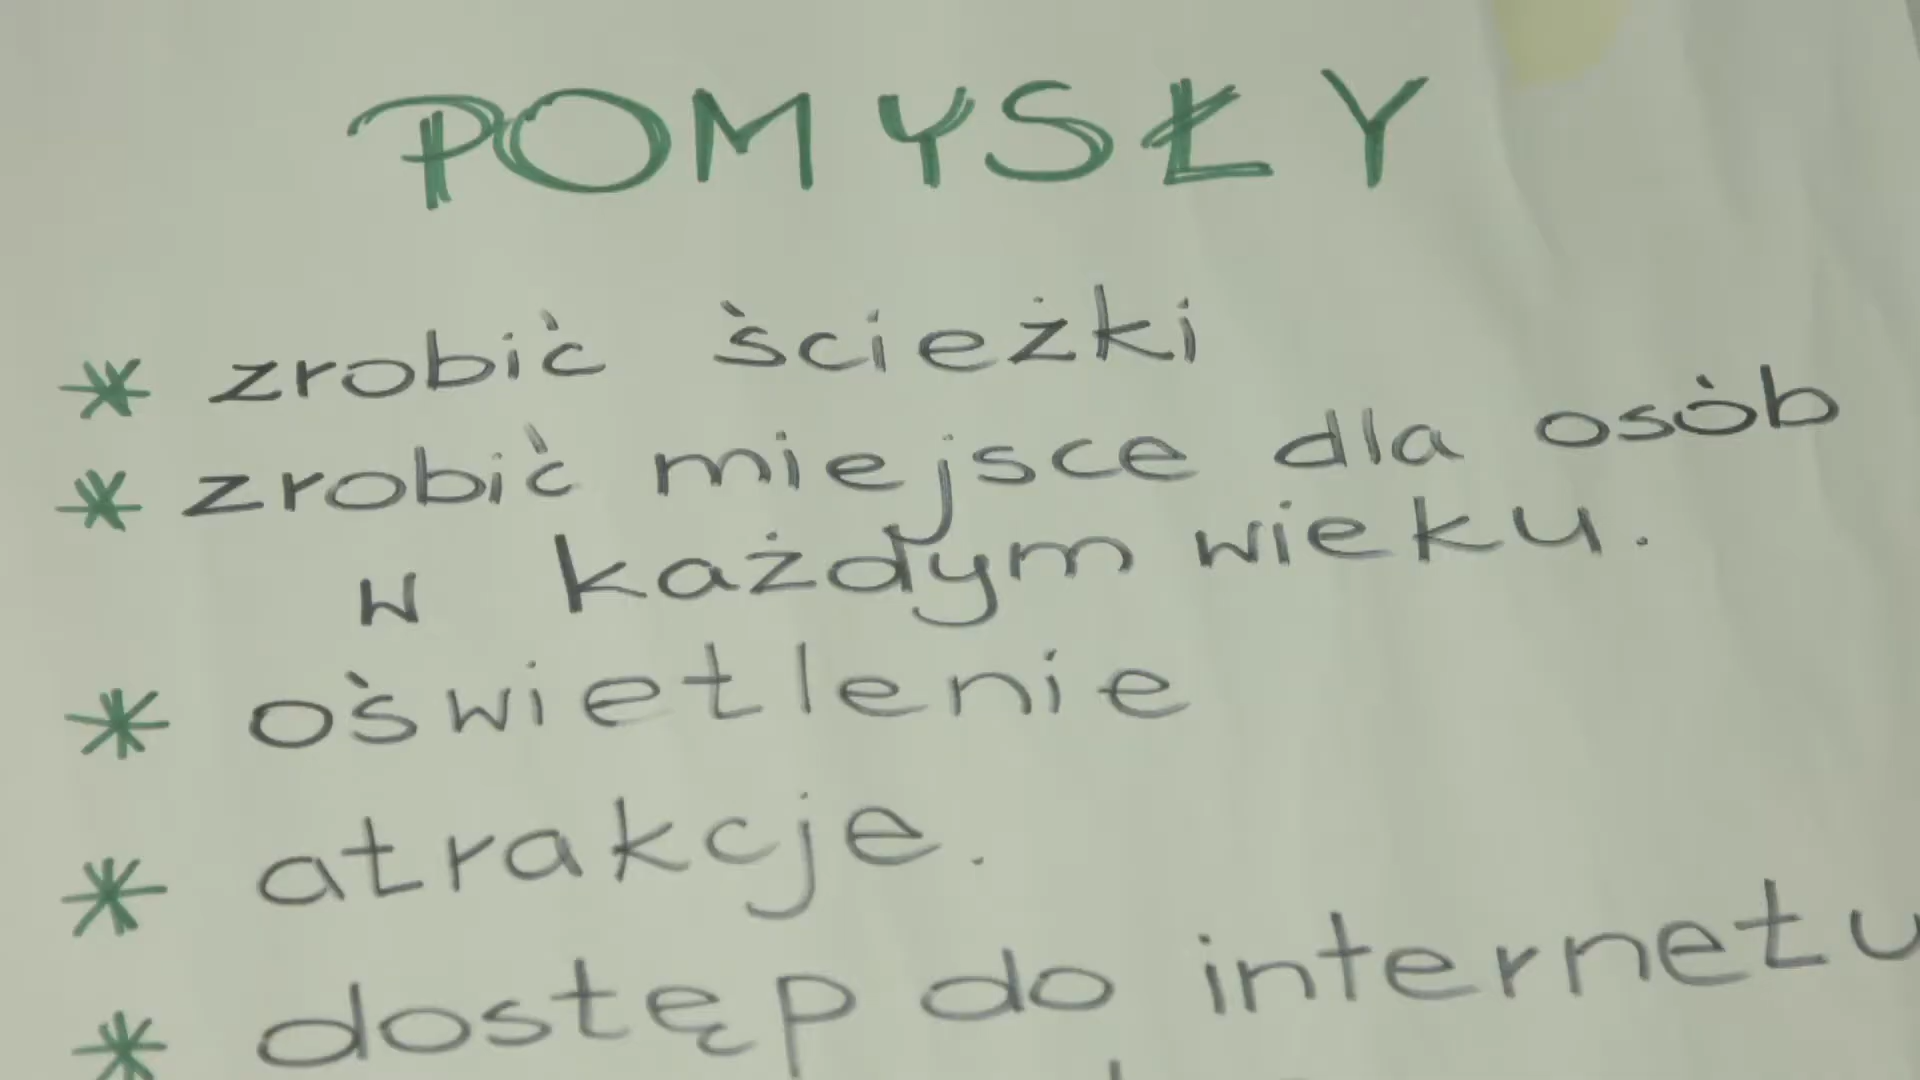 POMYSŁY
* zrobić ścieżki
* zrobić miejsce dla osób
w każdym wieku.
* oświetlenie
* atrakcje.
* dostęp do internetu